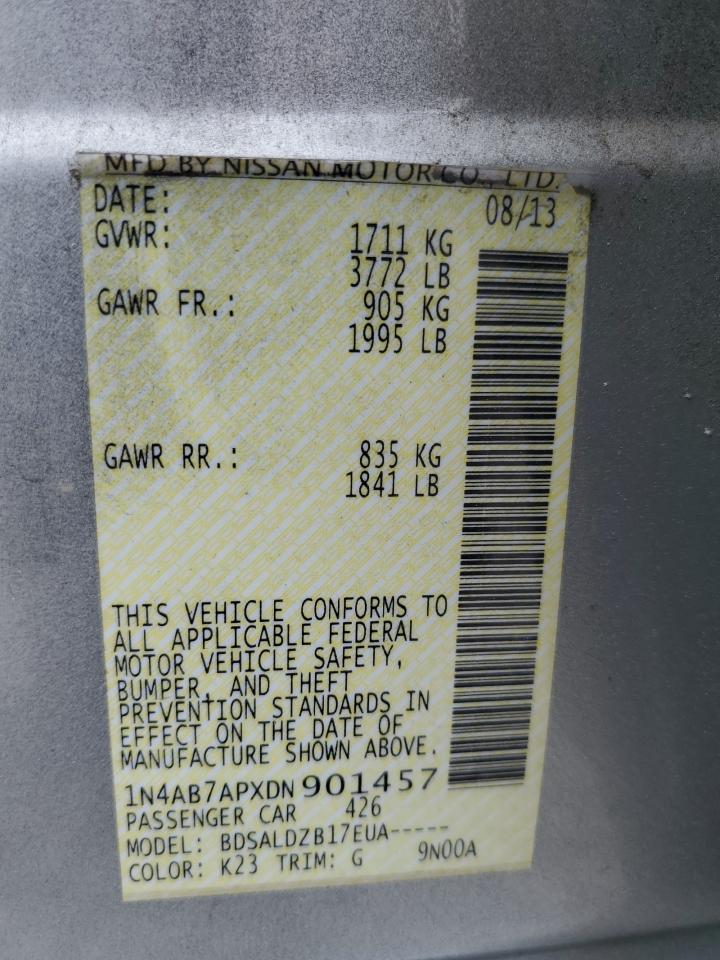 MFD BY NISSAN MOTOR CO., LTD.
DATE: 08/13
GVWR: 1711 KG
3772 LB
GAWR FR.: 905 KG
1995 LB
GAWR RR.: 835 KG
1841 LB
THIS VEHICLE CONFORMS TO
ALL APPLICABLE FEDERAL
MOTOR VEHICLE SAFETY,
BUMPER, AND THEFT
PREVENTION STANDARDS IN
EFFECT ON THE DATE OF
MANUFACTURE SHOWN ABOVE.
1N4AB7APXDN901457
PASSENGER CAR 426
MODEL: BDSALDZB17EUA-----
COLOR: K23 TRIM: G 9N00A